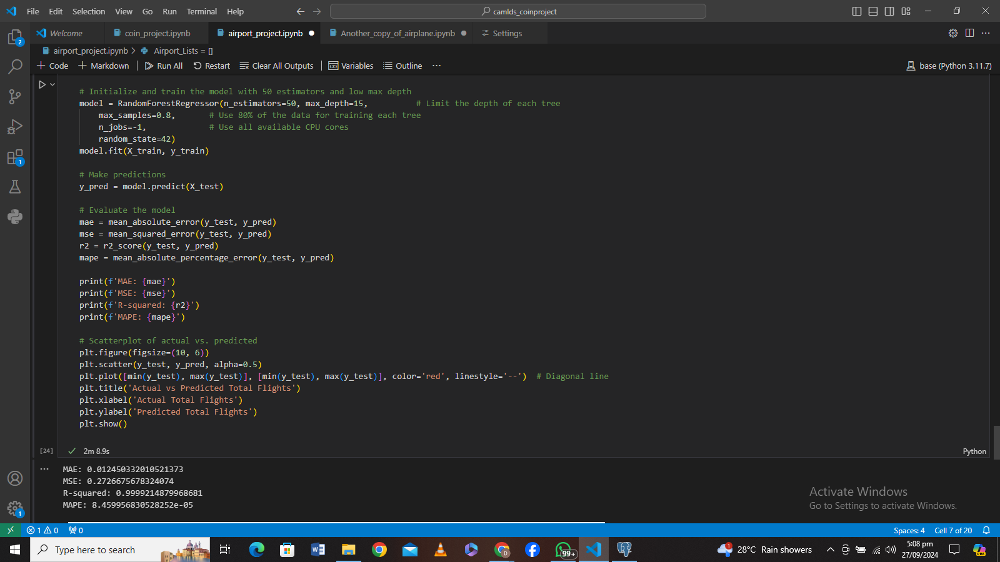 File Edit Selection View Go Run Terminal Help
camlds_coinproject
Welcome coin_project.ipynb airport_project.ipynb Another_copy_of_airplane.ipynb Settings
airport_project.ipynb > Airport_Lists = []
+ Code + Markdown Run All Restart Clear All Outputs Variables Outline ...
base (Python 3.11.7)
# Initialize and train the model with 50 estimators and low max depth
model = RandomForestRegressor(n_estimators=50, max_depth=15, # Limit the depth of each tree
max_samples=0.8, # Use 80% of the data for training each tree
n_jobs=-1, # Use all available CPU cores
random_state=42)
model.fit(X_train, y_train)
# Make predictions
y_pred = model.predict(X_test)
# Evaluate the model
mae = mean_absolute_error(y_test, y_pred)
mse = mean_squared_error(y_test, y_pred)
r2 = r2_score(y_test, y_pred)
mape = mean_absolute_percentage_error(y_test, y_pred)
print(f'MAE: {mae}')
print(f'MSE: {mse}')
print(f'R-squared: {r2}')
print(f'MAPE: {mape}')
# Scatterplot of actual vs. predicted
plt.figure(figsize=(10, 6))
plt.scatter(y_test, y_pred, alpha=0.5)
plt.plot([min(y_test), max(y_test)], [min(y_test), max(y_test)], color='red', linestyle='--') # Diagonal line
plt.title('Actual vs Predicted Total Flights')
plt.xlabel('Actual Total Flights')
plt.ylabel('Predicted Total Flights')
plt.show()
[24] ✓ 2m 8.9s Python
... MAE: 0.012450332010521373
MSE: 0.2726675678324074
R-squared: 0.9999214879968681
MAPE: 8.459956830528252e-05
Activate Windows
Go to Settings to activate Windows.
2
1
1
1 0 0 Spaces: 4 Cell 7 of 20
Type here to search
D
99+
1
28°C Rain showers
5:08 pm
27/09/2024
PRE